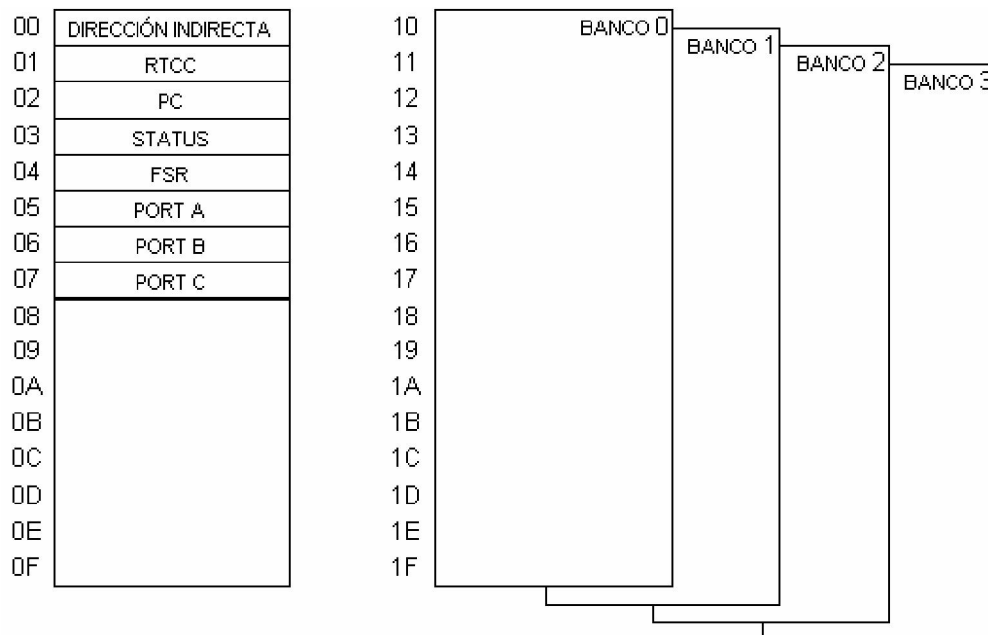 00 DIRECCIÓN INDIRECTA
01 RTCC
02 PC
03 STATUS
04 FSR
05 PORT A
06 PORT B
07 PORT C
08
09
0A
0B
0C
0D
0E
0F
10 BANCO 0
BANCO 1
BANCO 2
BANCO 3
11
12
13
14
15
16
17
18
19
1A
1B
1C
1D
1E
1F